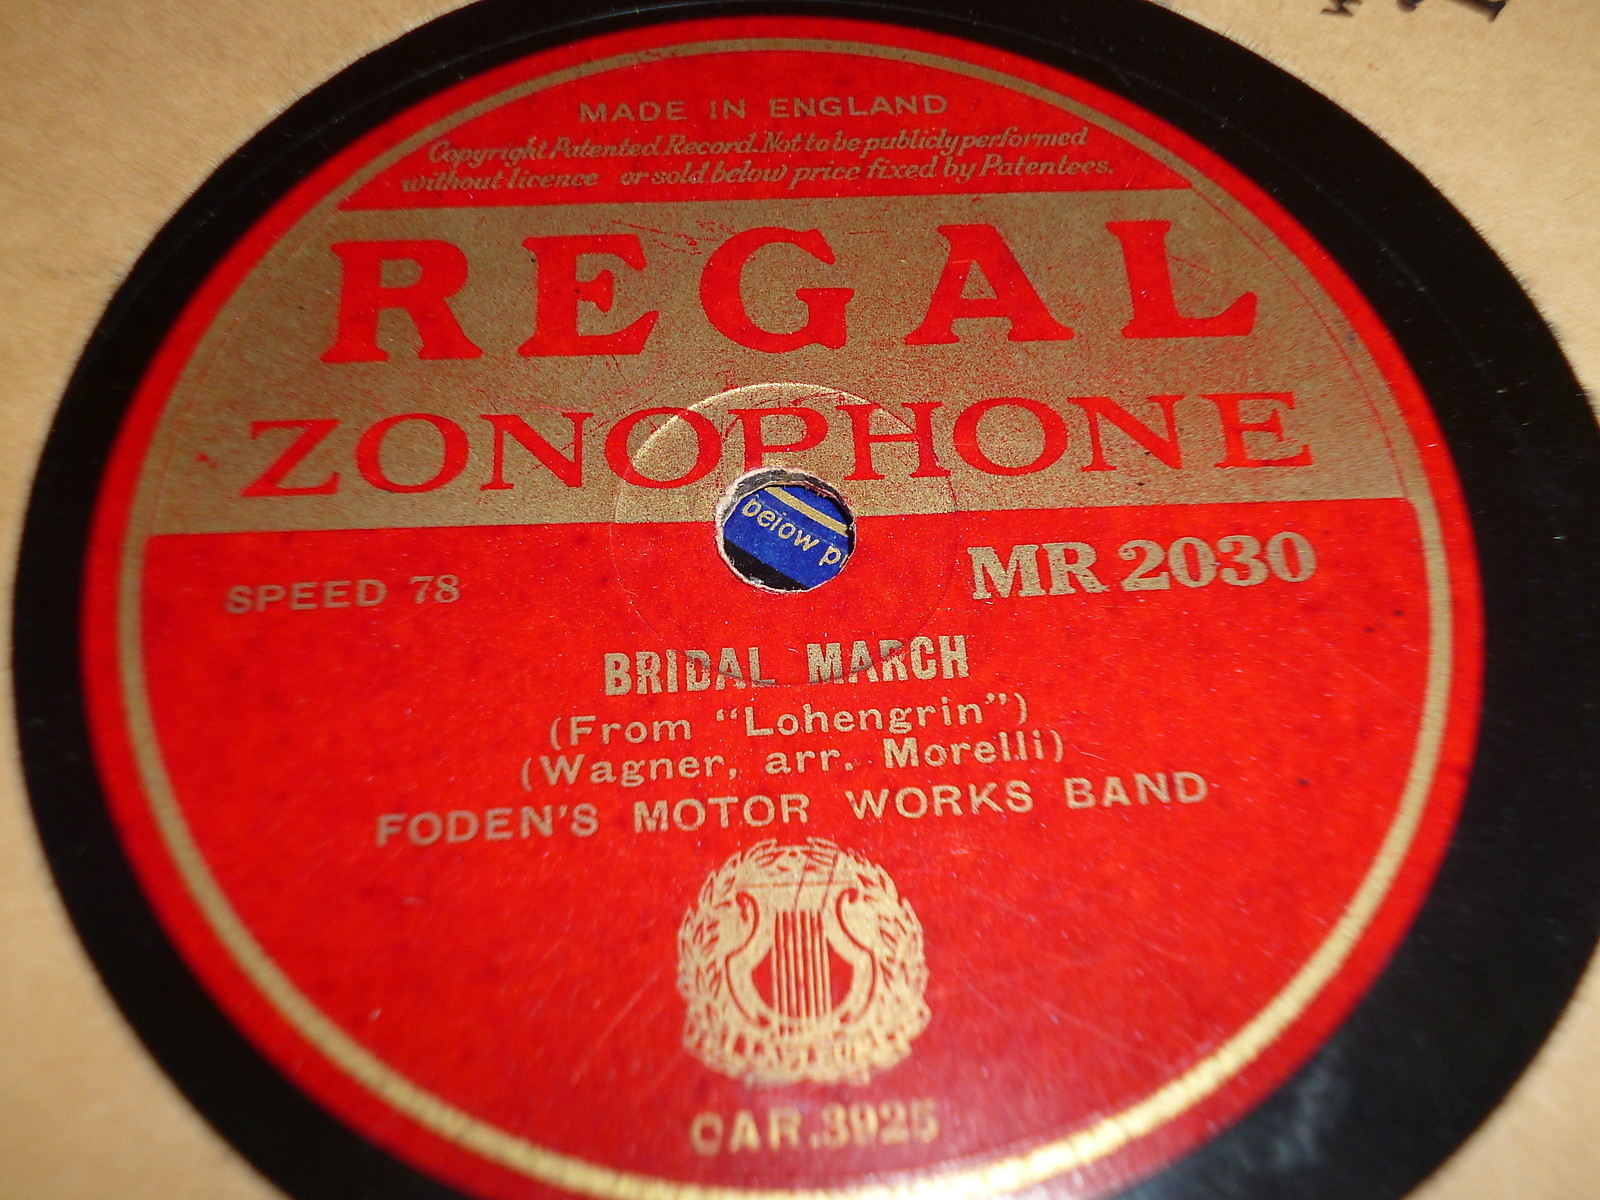 MADE IN ENGLAND
Copyright Patented Record. Not to be publicly performed
without licence or sold below price fixed by Patentees.
REGAL
ZONOPHONE
below p
SPEED 78
MR 2030
BRIDAL MARCH
(From "Lohengrin")
(Wagner, arr. Morelli)
FODEN'S MOTOR WORKS BAND
CAR.3925